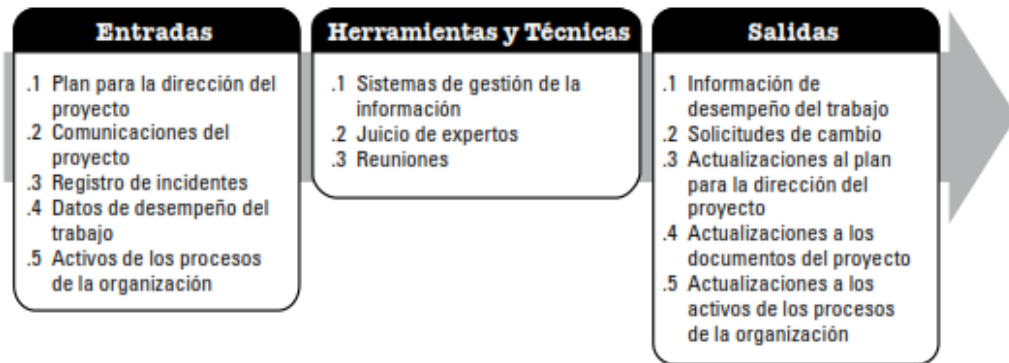 Entradas
.1 Plan para la dirección del
proyecto
.2 Comunicaciones del
proyecto
.3 Registro de incidentes
.4 Datos de desempeño del
trabajo
.5 Activos de los procesos
de la organización
Herramientas y Técnicas
.1 Sistemas de gestión de la
información
.2 Juicio de expertos
.3 Reuniones
Salidas
.1 Información de
desempeño del trabajo
.2 Solicitudes de cambio
.3 Actualizaciones al plan
para la dirección del
proyecto
.4 Actualizaciones a los
documentos del proyecto
.5 Actualizaciones a los
activos de los procesos
de la organización